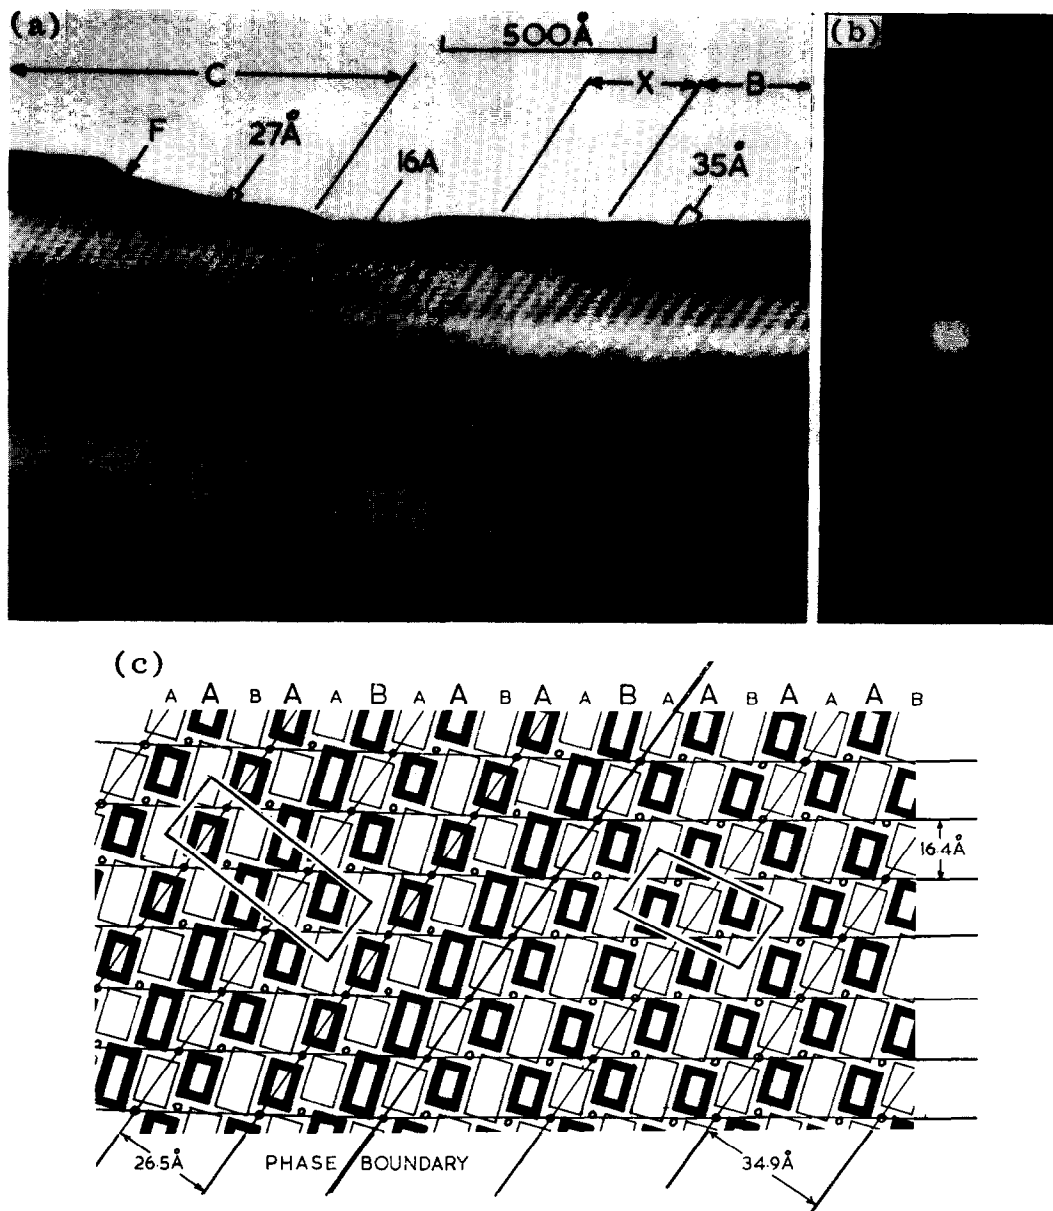 (a)
500Å
(b)
C
X
B
F
27Å
16A
35Å
(c)
A A B A A B A A B A A B A A B A A A B
16.4Å
26.5Å
PHASE BOUNDARY
34.9Å